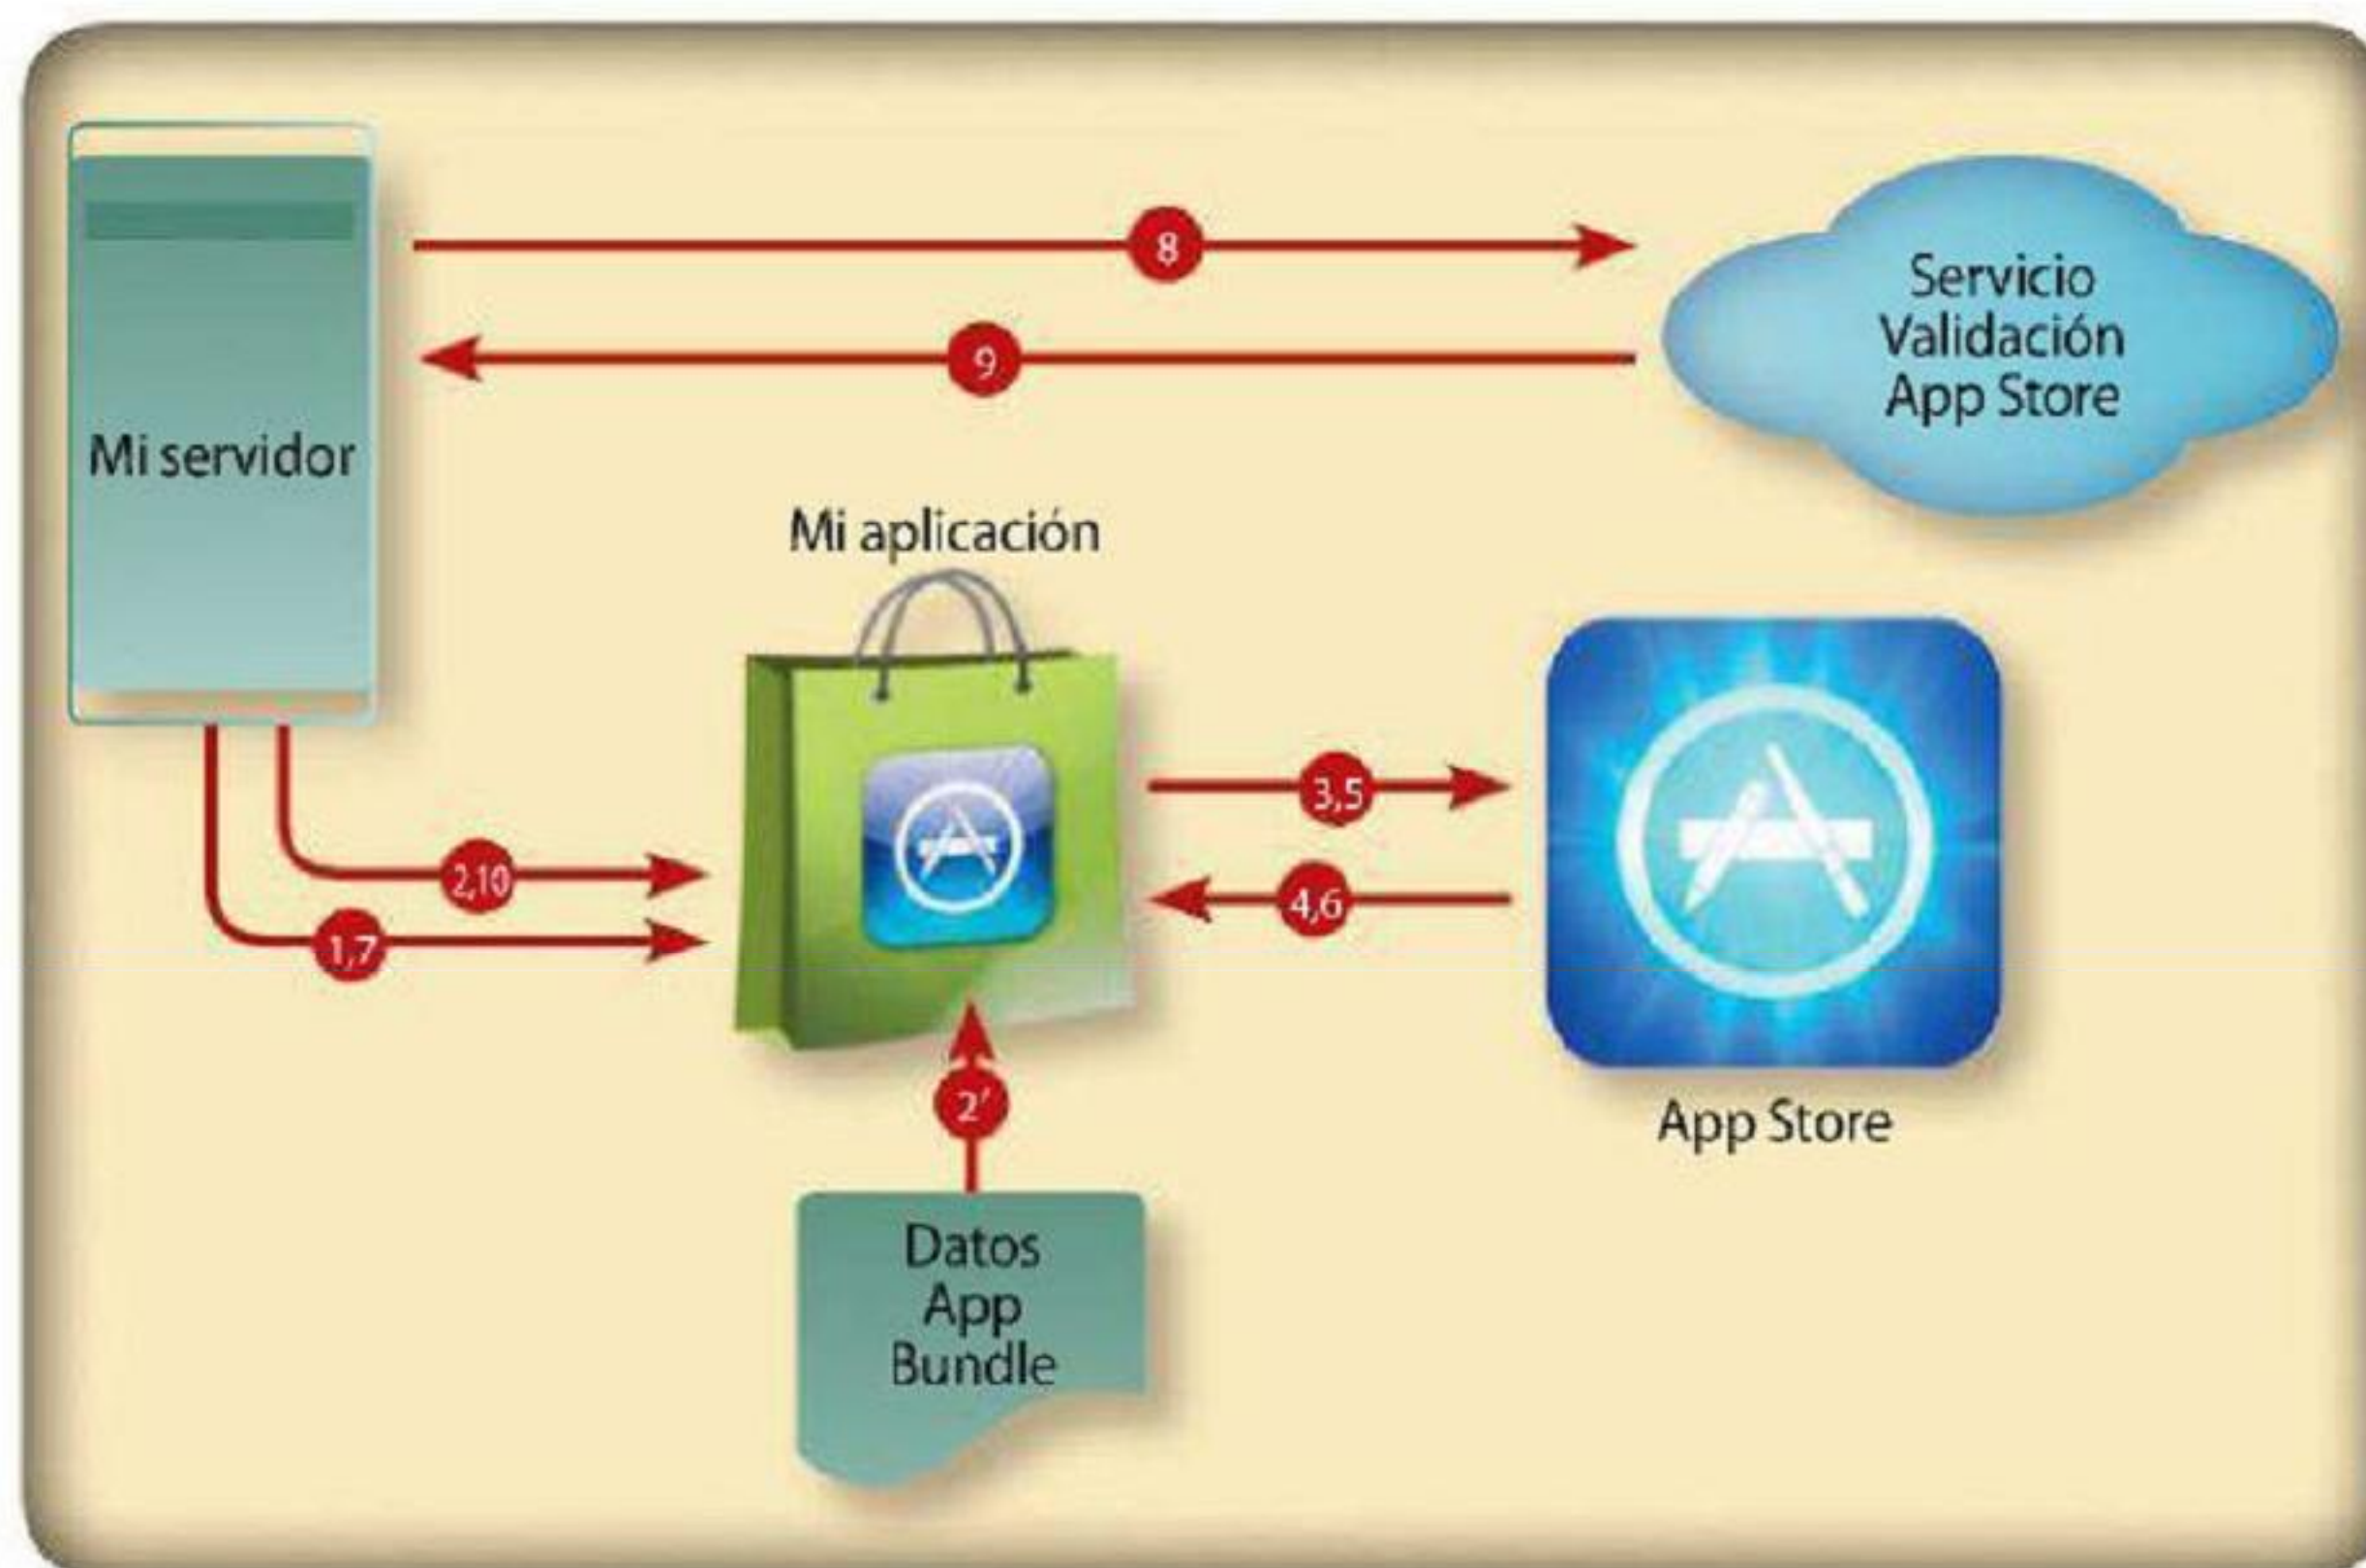 8
Servicio
Validación
App Store
9
Mi servidor
Mi aplicación
3,5
2,10
4,6
1,7
2'
App Store
Datos
App
Bundle